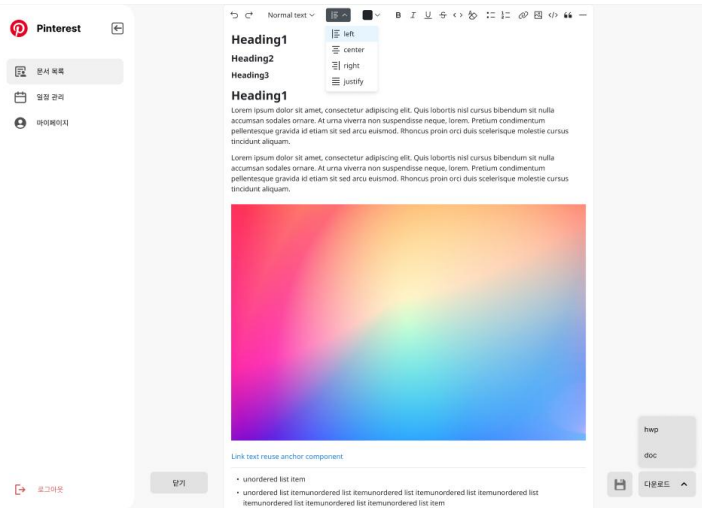 Pinterest
문서 목록
일정 관리
마이페이지
로그아웃
Normal text
B I U S
left
center
right
justify
Heading1
Heading2
Heading3
Heading1
Lorem ipsum dolor sit amet, consectetur adipiscing elit. Quis lobortis nisl cursus bibendum sit nulla
accumsan sodales ornare. At urna viverra non suspendisse neque, lorem. Pretium condimentum
pellentesque gravida id etiam sit sed arcu euismod. Rhoncus proin orci duis scelerisque molestie cursus
tincidunt aliquam.
Lorem ipsum dolor sit amet, consectetur adipiscing elit. Quis lobortis nisl cursus bibendum sit nulla
accumsan sodales ornare. At urna viverra non suspendisse neque, lorem. Pretium condimentum
pellentesque gravida id etiam sit sed arcu euismod. Rhoncus proin orci duis scelerisque molestie cursus
tincidunt aliquam.
Link text reuse anchor component
• unordered list item
• unordered list itemunordered list itemunordered list itemunordered list itemunordered list
itemunordered list itemunordered list itemunordered list item
닫기
hwp
doc
다운로드